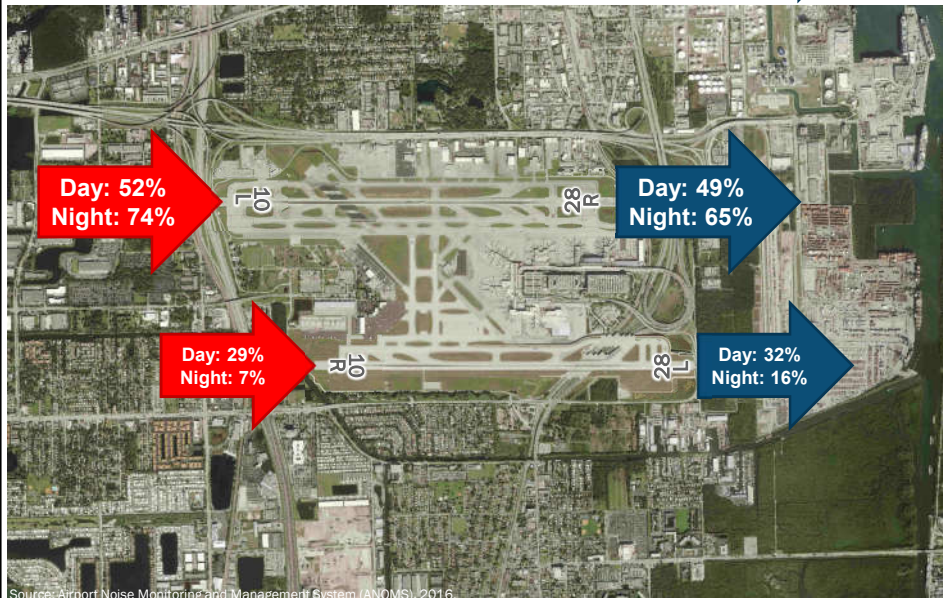 Day: 52%
Night: 74%
10
L
28
R
Day: 49%
Night: 65%
Day: 29%
Night: 7%
10
R
28
L
Day: 32%
Night: 16%
Source: Airport Noise Monitoring and Management System (ANOMS), 2016